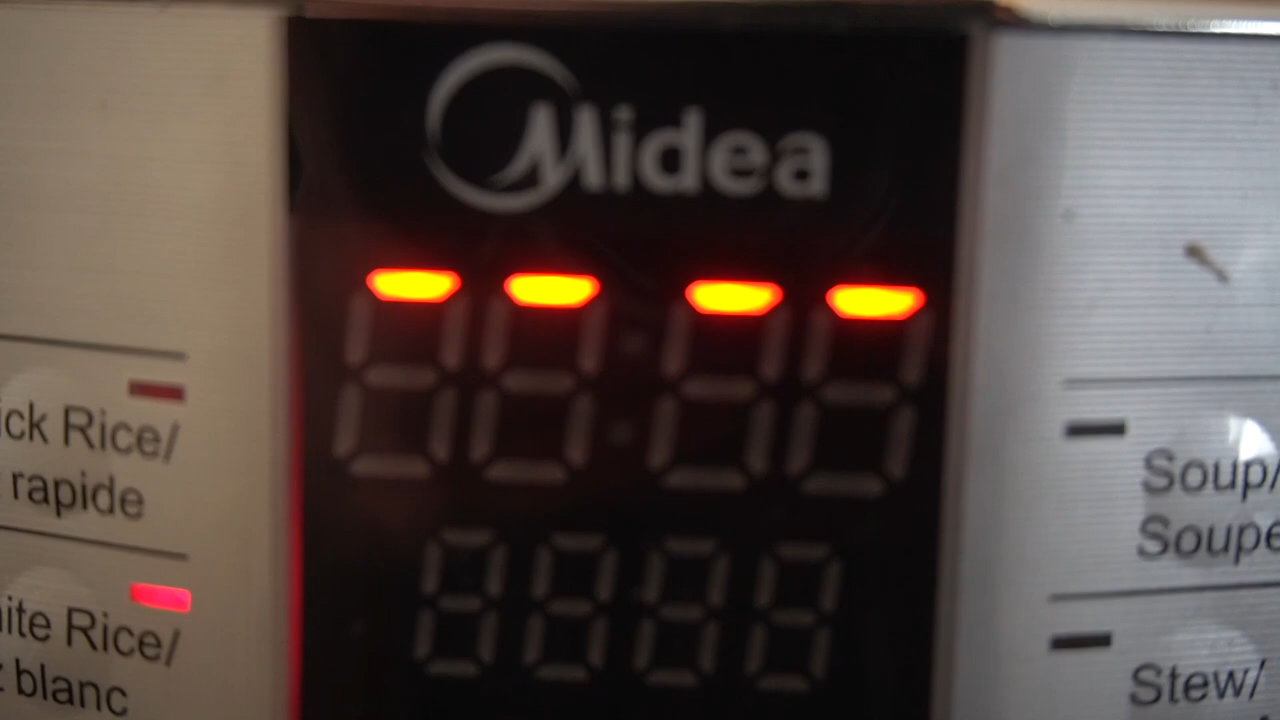 Midea
ick Rice/
rapide
ite Rice/
blanc
Soup/
Soupe
Stew/